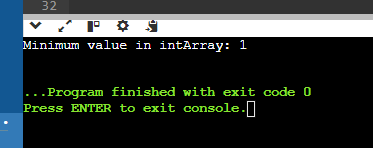 32
Minimum value in intArray: 1
...Program finished with exit code 0
Press ENTER to exit console.